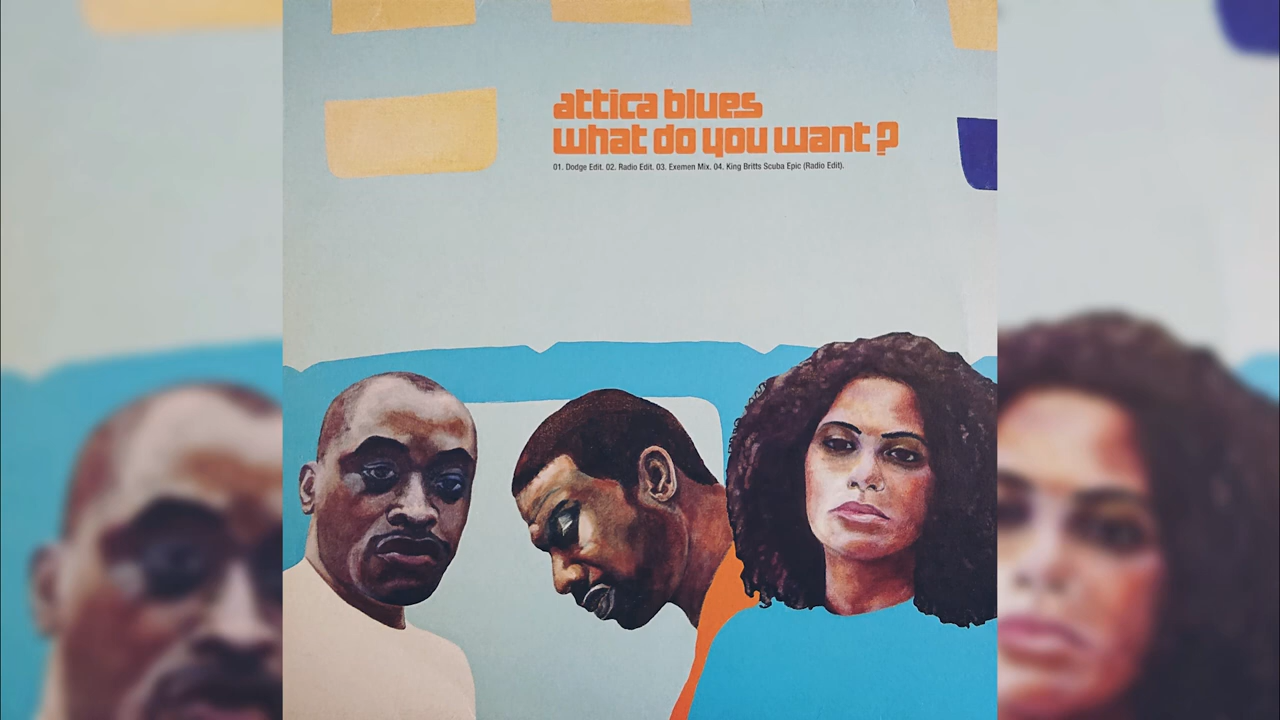 attica blues
what do you want?
01. Dodge Edit. 02. Radio Edit. 03. Exemen Mix. 04. King Britts Scuba Epic (Radio Edit).